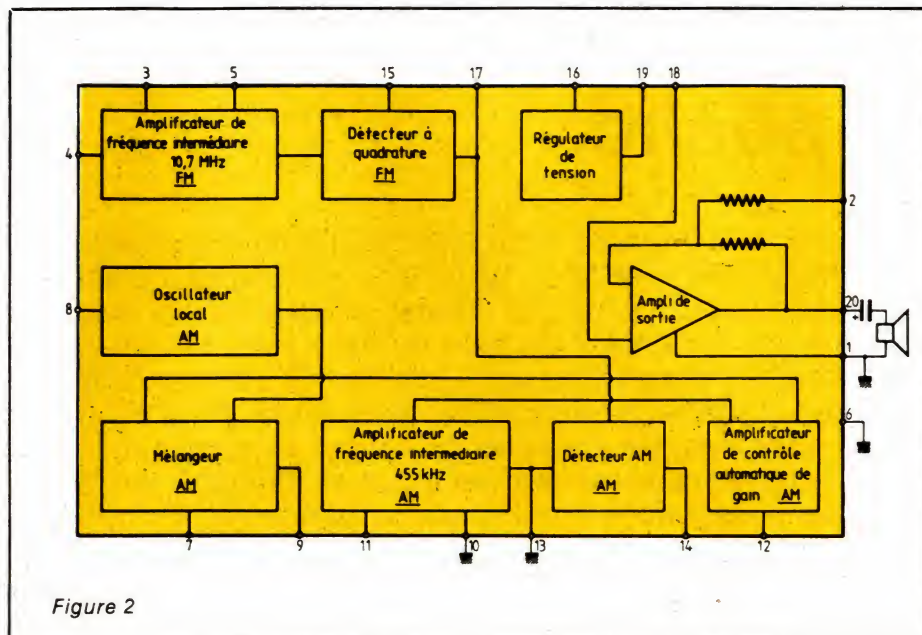 3 5 15 17 16 19 18
Amplificateur de
fréquence intermédiaire
10,7 MHz
FM
Détecteur à
quadrature
FM
Régulateur
de
tension
4
2
Oscillateur
local
AM
8
Ampli de
sortie
20
+
1
6
Mélangeur
AM
Amplificateur de
fréquence intermediaire
455kHz
AM
Détecteur AM
AM
Amplificateur
de contrôle
automatique de
gain AM
7 9 11 10 13 14 12
Figure 2